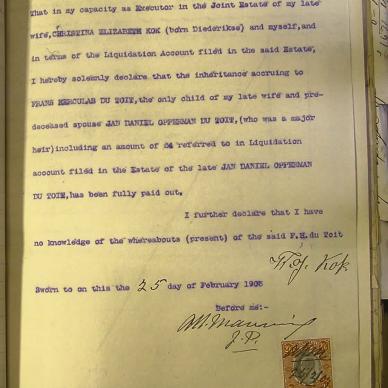 That in my capacity as Executor in the Joint Estate of my late
wife, CHRISTINA ELIZABETH KOK (born Diederikse) and myself, and
in terms of the Liquidation Account filed in the said Estate,
I hereby solemnly declare that the inheritance accruing to
FRANS HERCULAS DU TOIT, the only child of my late wife and pre-
deceased spouse JAN DANIEL OPPERMAN DU TOIT, (who was a major
heir) including an amount of referred to in Liquidation
account filed in the Estate of the late JAN DANIEL OPPERMAN
DU TOIT, has been fully paid out.
I further declare that I have
no knowledge of the whereabouts (present) of the said F.H. du Toit
Kok
Sworn to on this the 25 day of February 190
Before me:-
J.P.